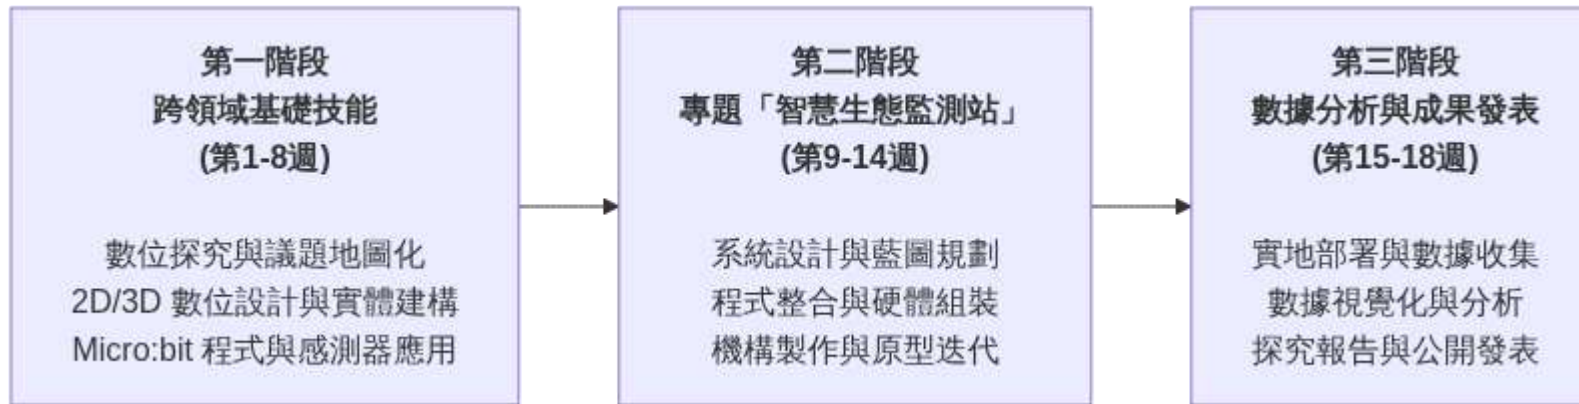 第一階段
跨領域基礎技能
(第1-8週)
數位探究與議題地圖化
2D/3D 數位設計與實體建構
Micro:bit 程式與感測器應用
第二階段
專題「智慧生態監測站」
(第9-14週)
系統設計與藍圖規劃
程式整合與硬體組裝
機構製作與原型迭代
第三階段
數據分析與成果發表
(第15-18週)
實地部署與數據收集
數據視覺化與分析
探究報告與公開發表